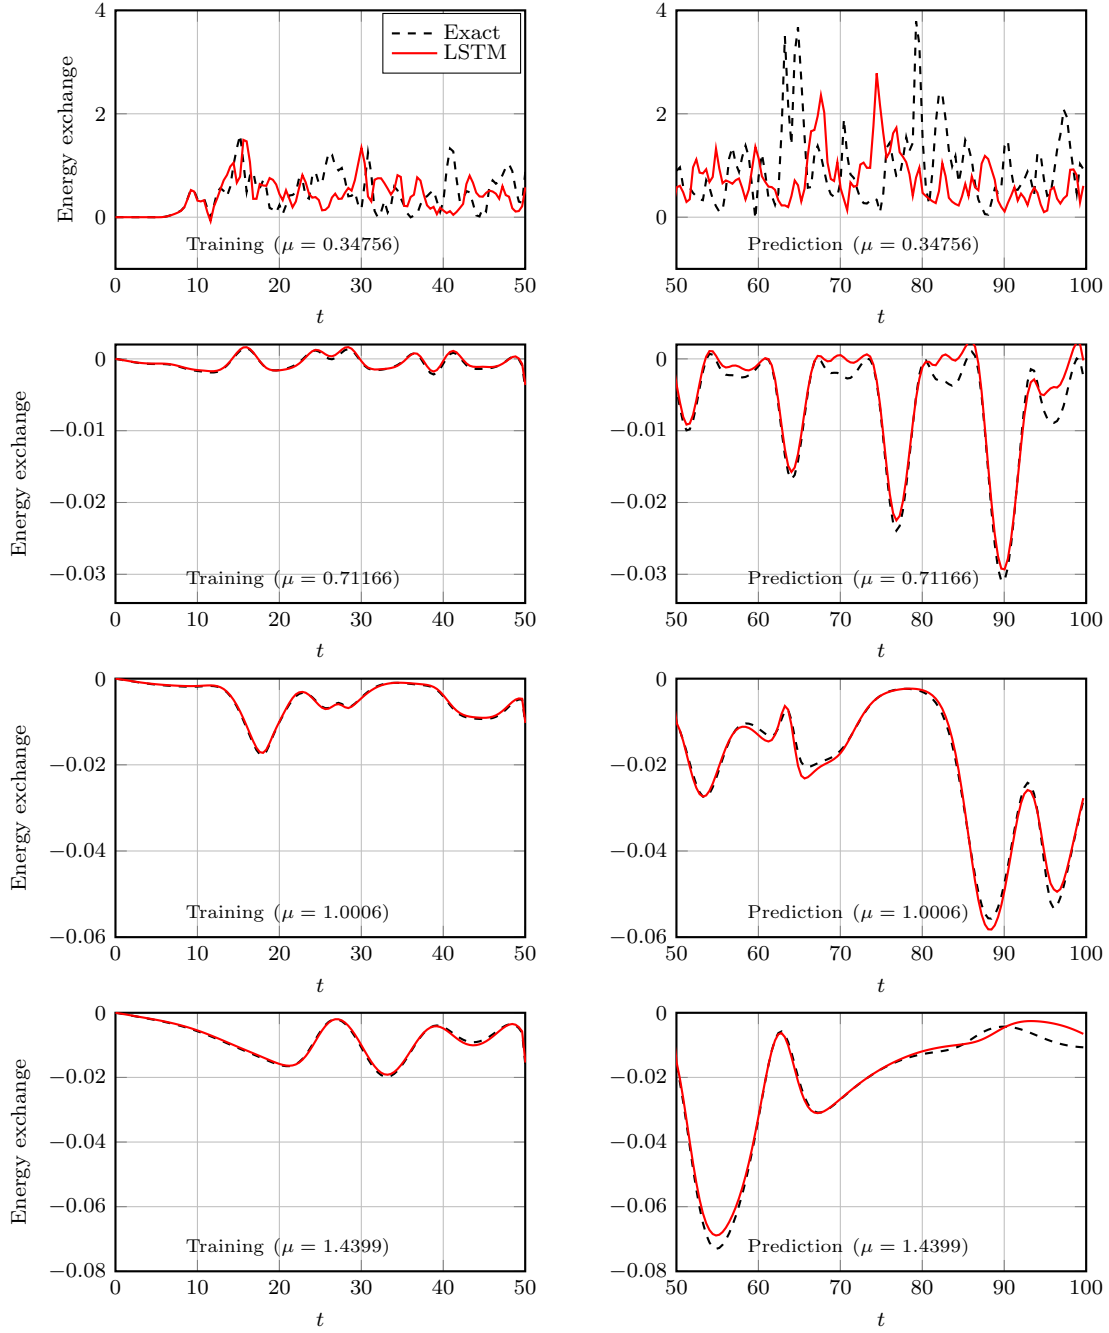 4
2
0
Energy exchange
Exact
LSTM
Training (μ = 0.34756)
0 10 20 30 40 50
t
4
2
0
Prediction (μ = 0.34756)
50 60 70 80 90 100
t
0
−0.01
−0.02
−0.03
Energy exchange
Training (μ = 0.71166)
0 10 20 30 40 50
t
0
−0.01
−0.02
−0.03
Prediction (μ = 0.71166)
50 60 70 80 90 100
t
0
−0.02
−0.04
−0.06
Energy exchange
Training (μ = 1.0006)
0 10 20 30 40 50
t
0
−0.02
−0.04
−0.06
Prediction (μ = 1.0006)
50 60 70 80 90 100
t
0
−0.02
−0.04
−0.06
−0.08
Energy exchange
Training (μ = 1.4399)
0 10 20 30 40 50
t
0
−0.02
−0.04
−0.06
−0.08
Prediction (μ = 1.4399)
50 60 70 80 90 100
t